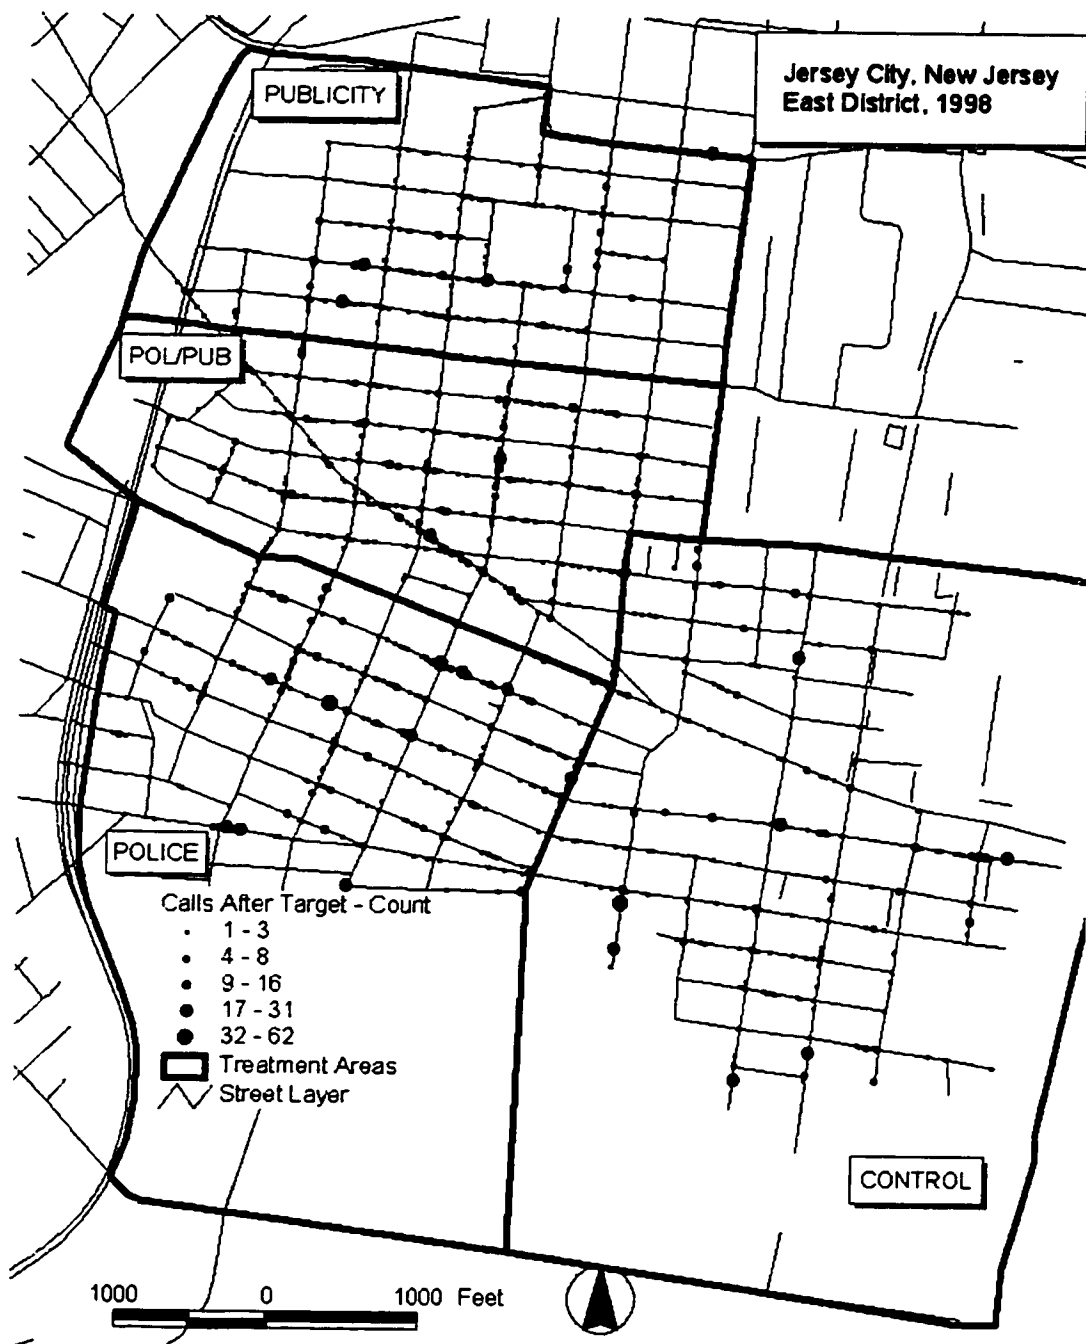 Jersey City, New Jersey
East District, 1998
PUBLICITY
POL/PUB
POLICE
Calls After Target - Count
1 - 3
4 - 8
9 - 16
17 - 31
32 - 62
Treatment Areas
Street Layer
CONTROL
1000 0 1000 Feet